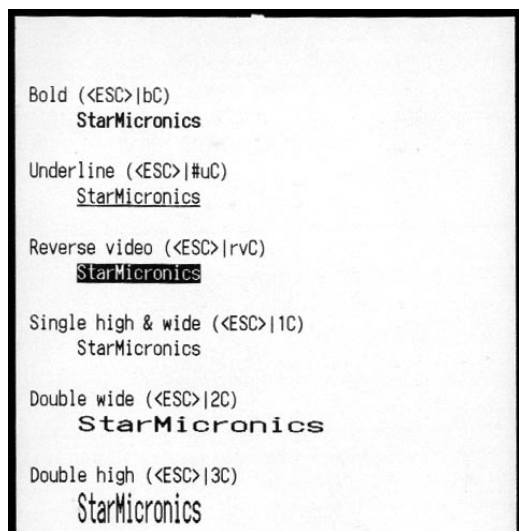 Bold (<ESC>|bC)
StarMicronics
Underline (<ESC>|#uC)
StarMicronics
Reverse video (<ESC>|rvC)
StarMicronics
Single high & wide (<ESC>|1C)
StarMicronics
Double wide (<ESC>|2C)
StarMicronics
Double high (<ESC>|3C)
StarMicronics